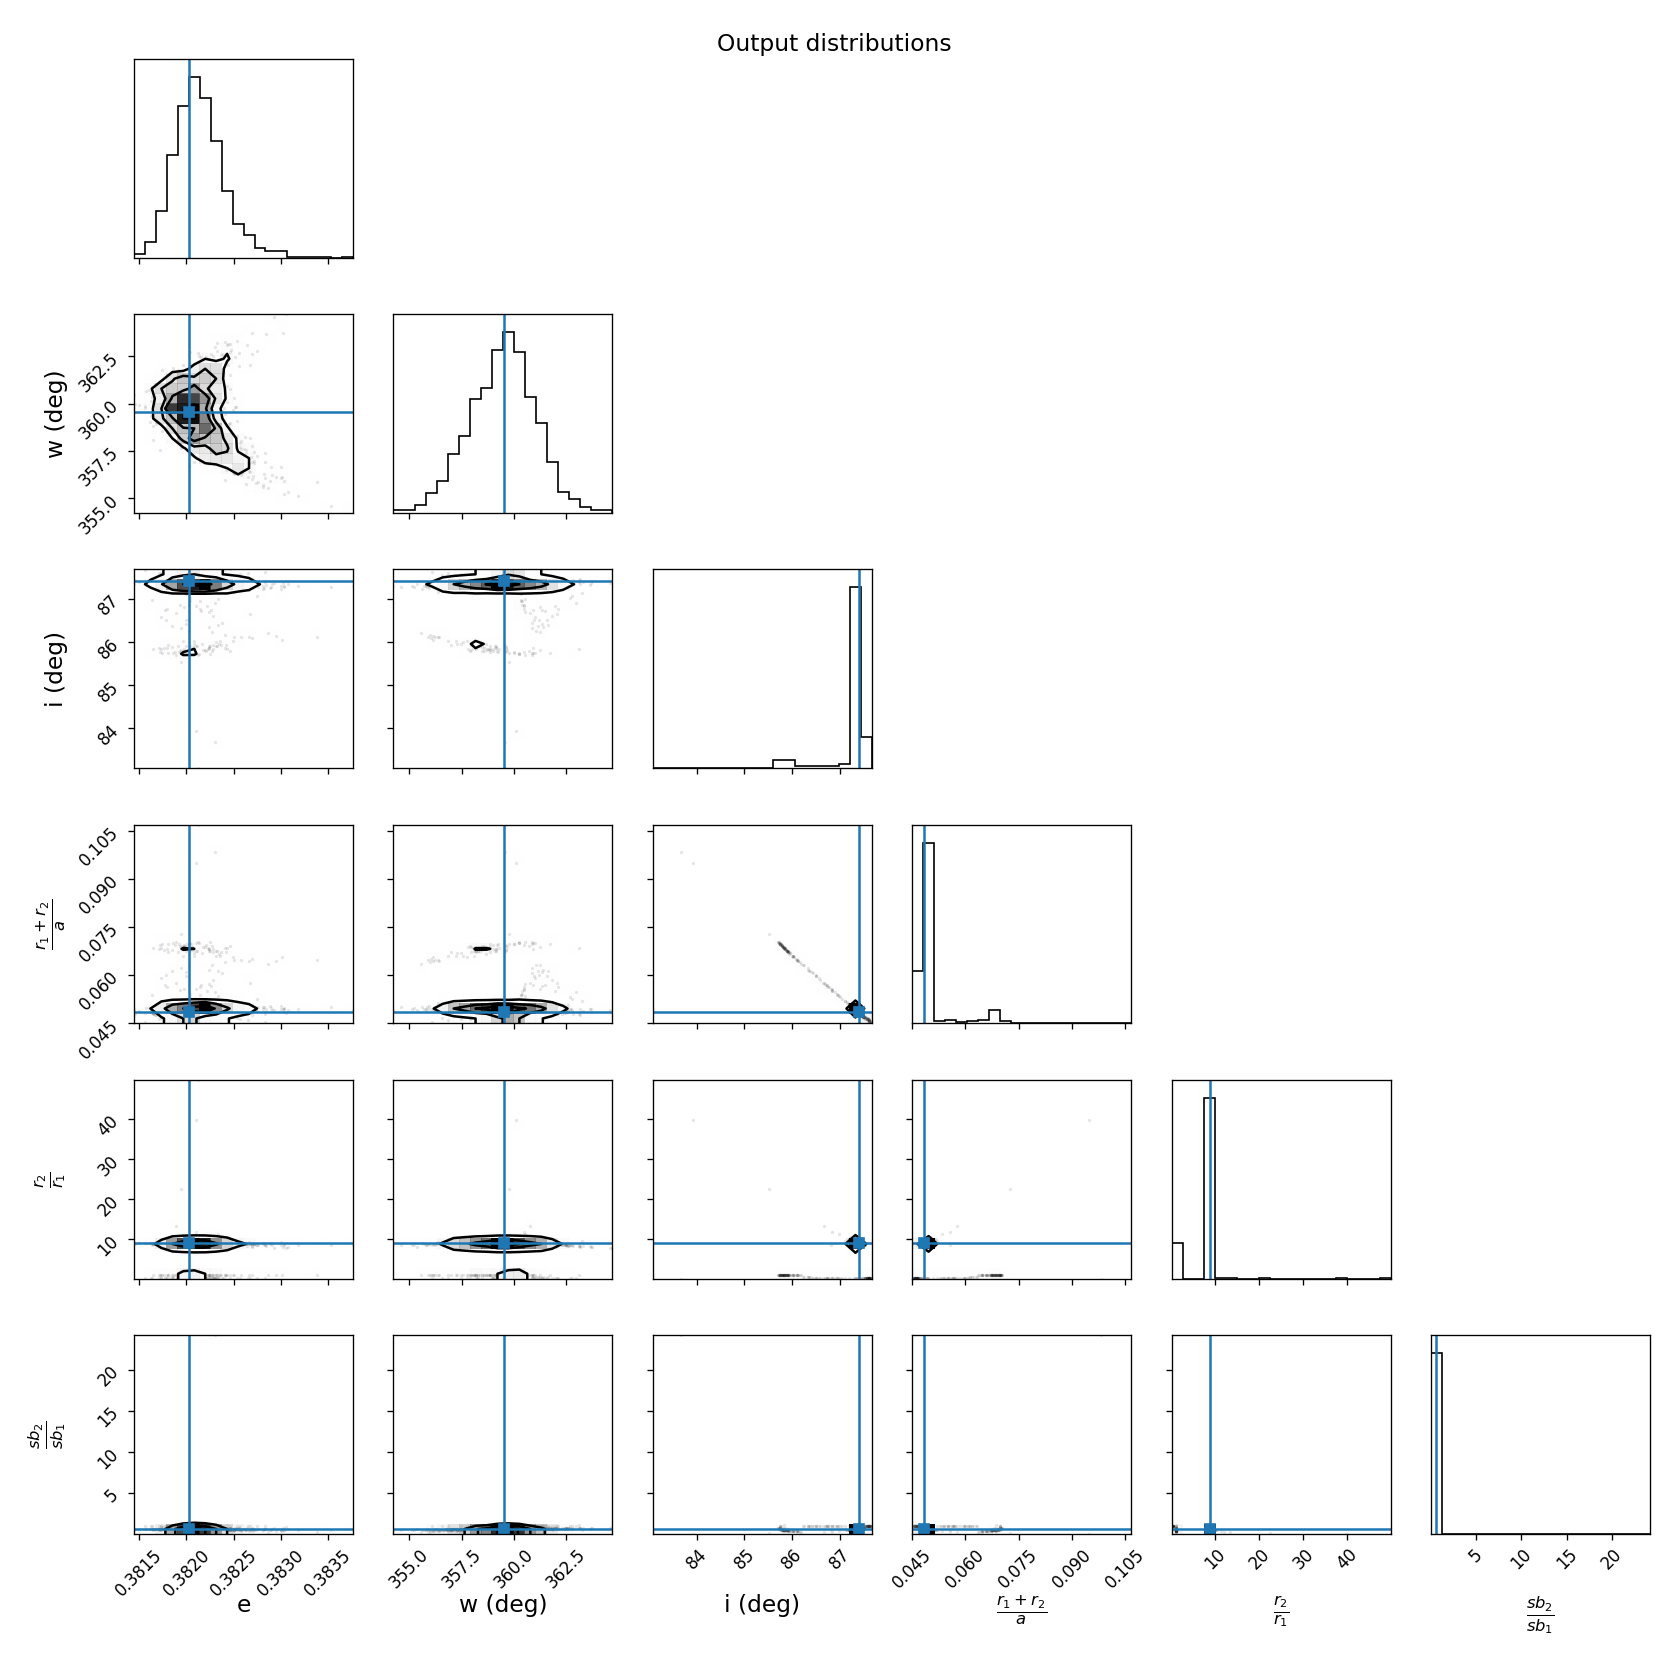 Output distributions
w (deg)
362.5
360.0
357.5
355.0
i (deg)
87
86
85
84
r₁ + r₂
a
0.105
0.090
0.075
0.060
0.045
r₂
r₁
40
30
20
10
sb₂
sb₁
20
15
10
5
0.3815 0.3820 0.3825 0.3830 0.3835 355.0 357.5 360.0 362.5 84 85 86 87 0.045 0.060 0.075 0.090 0.105 10 20 30 40 5 10 15 20
e w (deg) i (deg)
r₁ + r₂ r₂ sb₂
a r₁ sb₁